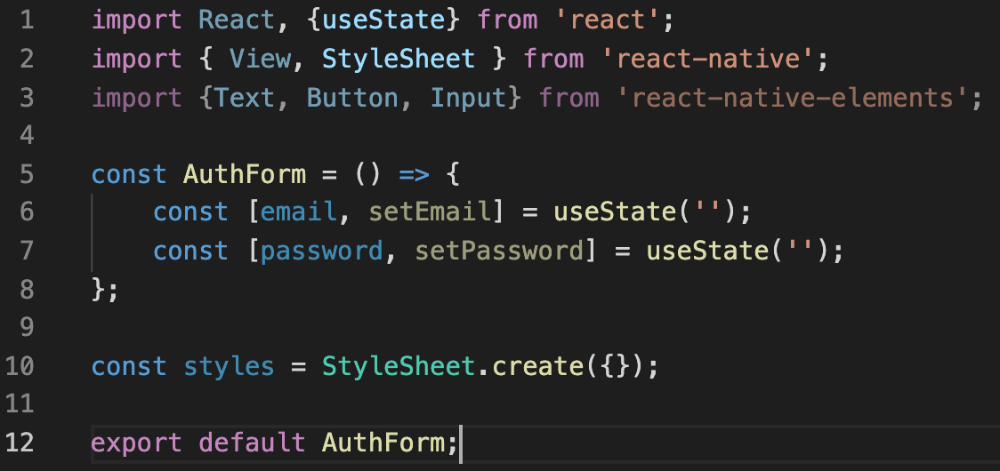 1 import React, {useState} from 'react';
2 import { View, StyleSheet } from 'react-native';
3 import {Text, Button, Input} from 'react-native-elements';
4
5 const AuthForm = () => {
6     const [email, setEmail] = useState('');
7     const [password, setPassword] = useState('');
8 };
9
10 const styles = StyleSheet.create({});
11
12 export default AuthForm;